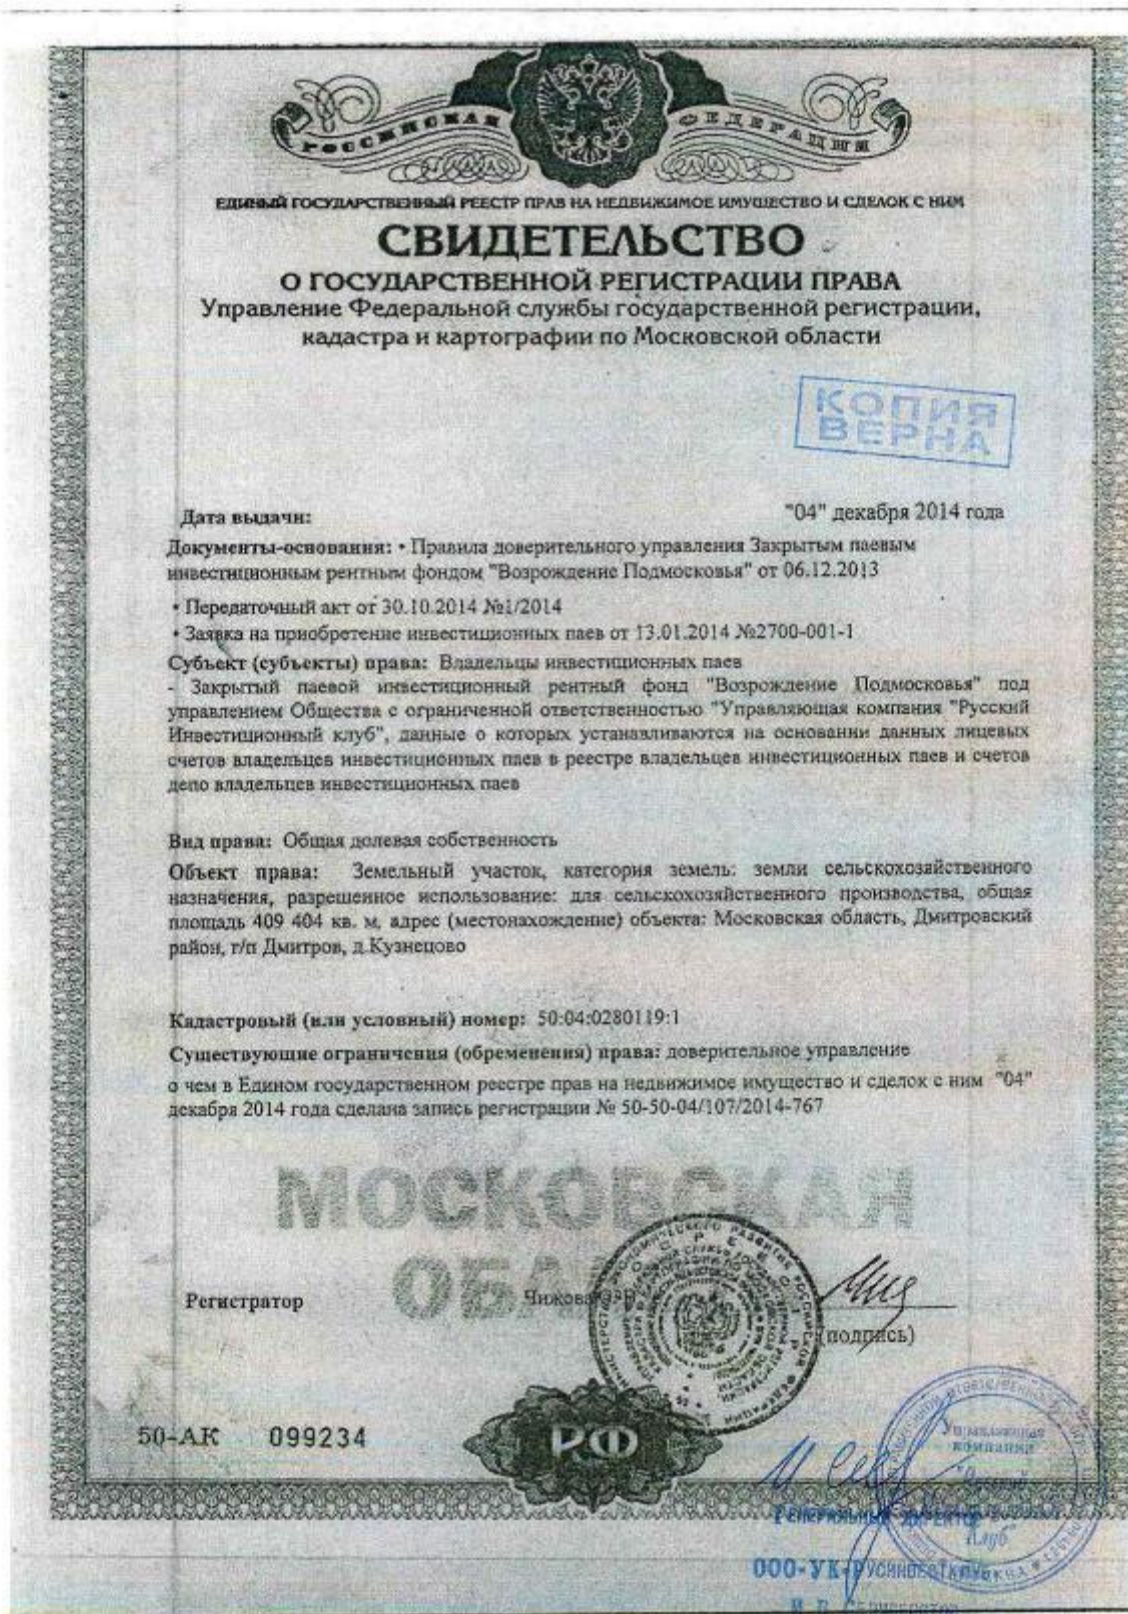 РОССИЙСКАЯ ФЕДЕРАЦИЯ
ЕДИНЫЙ ГОСУДАРСТВЕННЫЙ РЕЕСТР ПРАВ НА НЕДВИЖИМОЕ ИМУЩЕСТВО И СДЕЛОК С НИМ
СВИДЕТЕЛЬСТВО
О ГОСУДАРСТВЕННОЙ РЕГИСТРАЦИИ ПРАВА
Управление Федеральной службы государственной регистрации,
кадастра и картографии по Московской области
КОПИЯ
ВЕРНА
Дата выдачи: "04" декабря 2014 года
Документы-основания: • Правила доверительного управления Закрытым паевым
инвестиционным рентным фондом "Возрождение Подмосковья" от 06.12.2013
• Передаточный акт от 30.10.2014 №1/2014
• Заявка на приобретение инвестиционных паев от 13.01.2014 №2700-001-1
Субъект (субъекты) права: Владельцы инвестиционных паев
- Закрытый паевой инвестиционный рентный фонд "Возрождение Подмосковья" под
управлением Общества с ограниченной ответственностью "Управляющая компания "Русский
Инвестиционный клуб", данные о которых устанавливаются на основании данных лицевых
счетов владельцев инвестиционных паев в реестре владельцев инвестиционных паев и счетов
депо владельцев инвестиционных паев
Вид права: Общая долевая собственность
Объект права: Земельный участок, категория земель: земли сельскохозяйственного
назначения, разрешенное использование: для сельскохозяйственного производства, общая
площадь 409 404 кв. м, адрес (местонахождение) объекта: Московская область, Дмитровский
район, г/п Дмитров, д.Кузнецово
Кадастровый (или условный) номер: 50:04:0280119:1
Существующие ограничения (обременения) права: доверительное управление
о чем в Едином государственном реестре прав на недвижимое имущество и сделок с ним "04"
декабря 2014 года сделана запись регистрации № 50-50-04/107/2014-767
МОСКОВСКАЯ
Регистратор Чижова
(подпись)
50-АК 099234
РФ
Управляющая
компания
"Русский
Клуб"
ГЕНЕРАЛЬНЫЙ ДИРЕКТОР
ООО-УК-РУСИНВЕСТКЛУБ